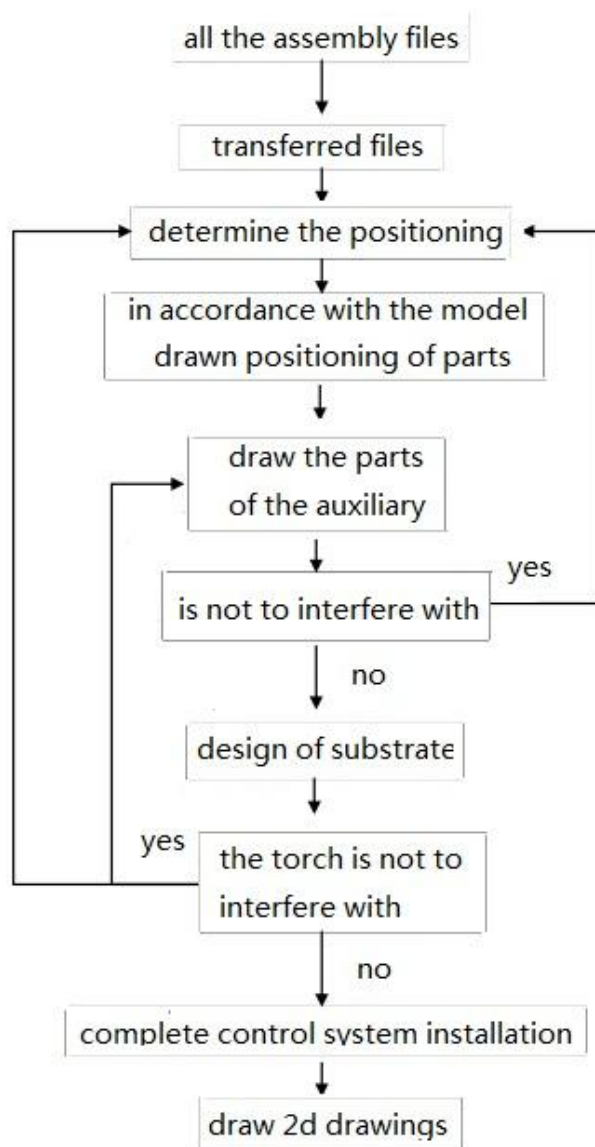 all the assembly files
transferred files
determine the positioning
in accordance with the model
drawn positioning of parts
draw the parts
of the auxiliary
yes
is not to interfere with
no
design of substrate
yes
the torch is not to
interfere with
no
complete control system installation
draw 2d drawings